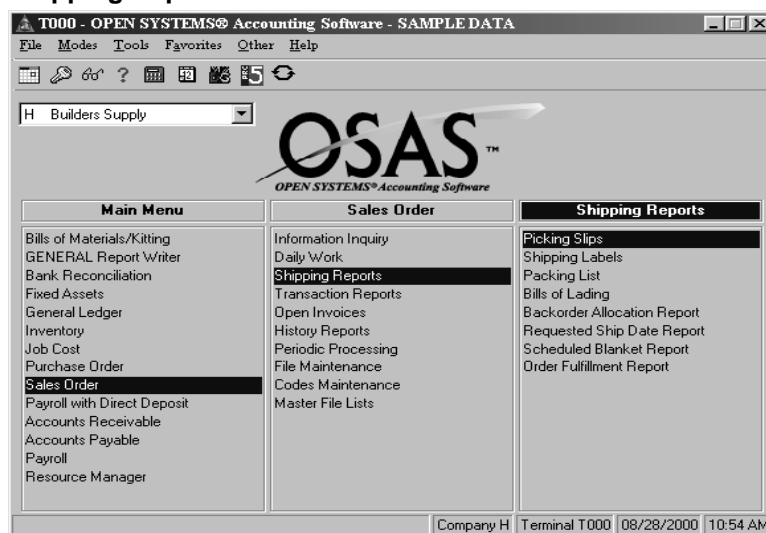 T000 - OPEN SYSTEMS® Accounting Software - SAMPLE DATA
File Modes Tools Favorites Other Help
H Builders Supply
OSAS™
OPEN SYSTEMS® Accounting Software
Main Menu
Bills of Materials/Kitting
GENERAL Report Writer
Bank Reconciliation
Fixed Assets
General Ledger
Inventory
Job Cost
Purchase Order
Sales Order
Payroll with Direct Deposit
Accounts Receivable
Accounts Payable
Payroll
Resource Manager
Sales Order
Information Inquiry
Daily Work
Shipping Reports
Transaction Reports
Open Invoices
History Reports
Periodic Processing
File Maintenance
Codes Maintenance
Master File Lists
Shipping Reports
Picking Slips
Shipping Labels
Packing List
Bills of Lading
Backorder Allocation Report
Requested Ship Date Report
Scheduled Blanket Report
Order Fulfillment Report
Company H Terminal T000 08/28/2000 10:54 AM